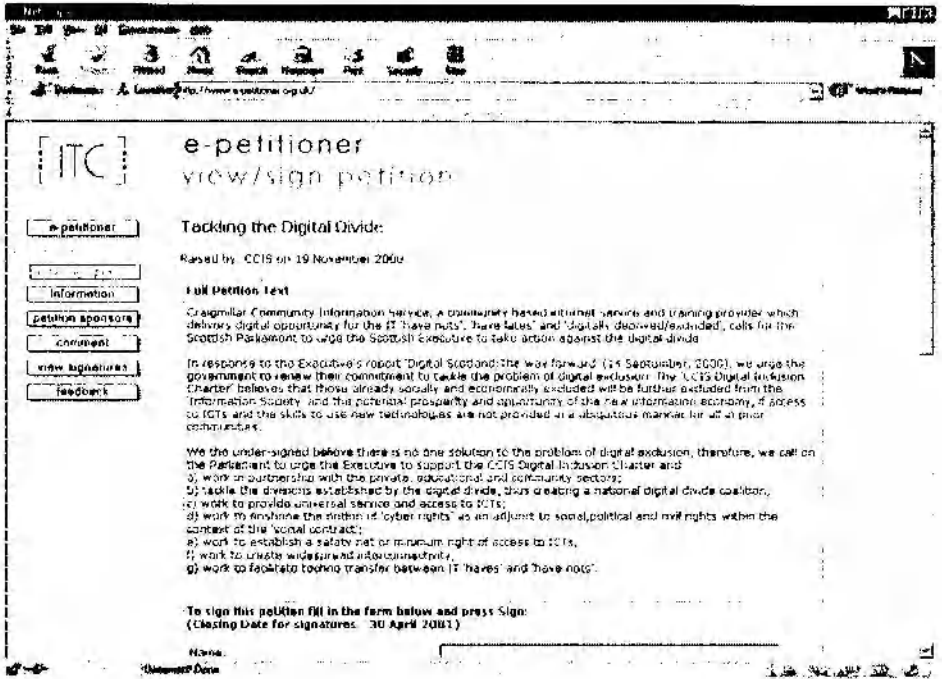 Home
Search
Netscape
Print
Security
Stop
http://www.e-petitioner.org.uk/
[ITC]
e-petitioner
view/sign petition
e-petitioner
information
petition sponsors
comment
view signatures
feedback
Tackling the Digital Divide
Raised by: CCIS on 19 November 2000
Full Petition Text
Craigmillar Community Information Service, a community based internet service and training provider which
delivers digital opportunity for the IT 'have nots', 'have lates' and 'digitally deprived/excluded', calls for the
Scottish Parliament to urge the Scottish Executive to take action against the digital divide
In response to the Executive's report 'Digital Scotland: the way forward' (14 September, 2000), we urge the
government to renew their commitment to tackle the problem of digital exclusion. The 'CCIS Digital Inclusion
Charter' believes that those already socially and economically excluded will be further excluded from the
'Information Society' and the potential prosperity and opportunity of the new information economy, if access
to ICTs and the skills to use new technologies are not provided in a ubiquitous manner for all in
communities.
We the under-signed believe there is no one solution to the problem of digital exclusion, therefore, we call on
the Parliament to urge the Executive to support the CCIS Digital Inclusion Charter and
a) work in partnership with the private, educational and community sectors;
b) tackle the divisions established by the digital divide, thus creating a national digital divide coalition,
c) work to provide universal service and access to ICTs;
d) work to enshrine the notion of 'cyber rights' as an adjunct to social,political and civil rights within the
context of the 'social contract';
e) work to establish a safety net or minimum right of access to ICTs,
f) work to create widespread interconnectivity,
g) work to facilitate techno transfer between IT 'haves' and 'have nots'.
To sign this petition fill in the form below and press Sign:
(Closing Date for signatures 30 April 2001)
Name:
Document: Done